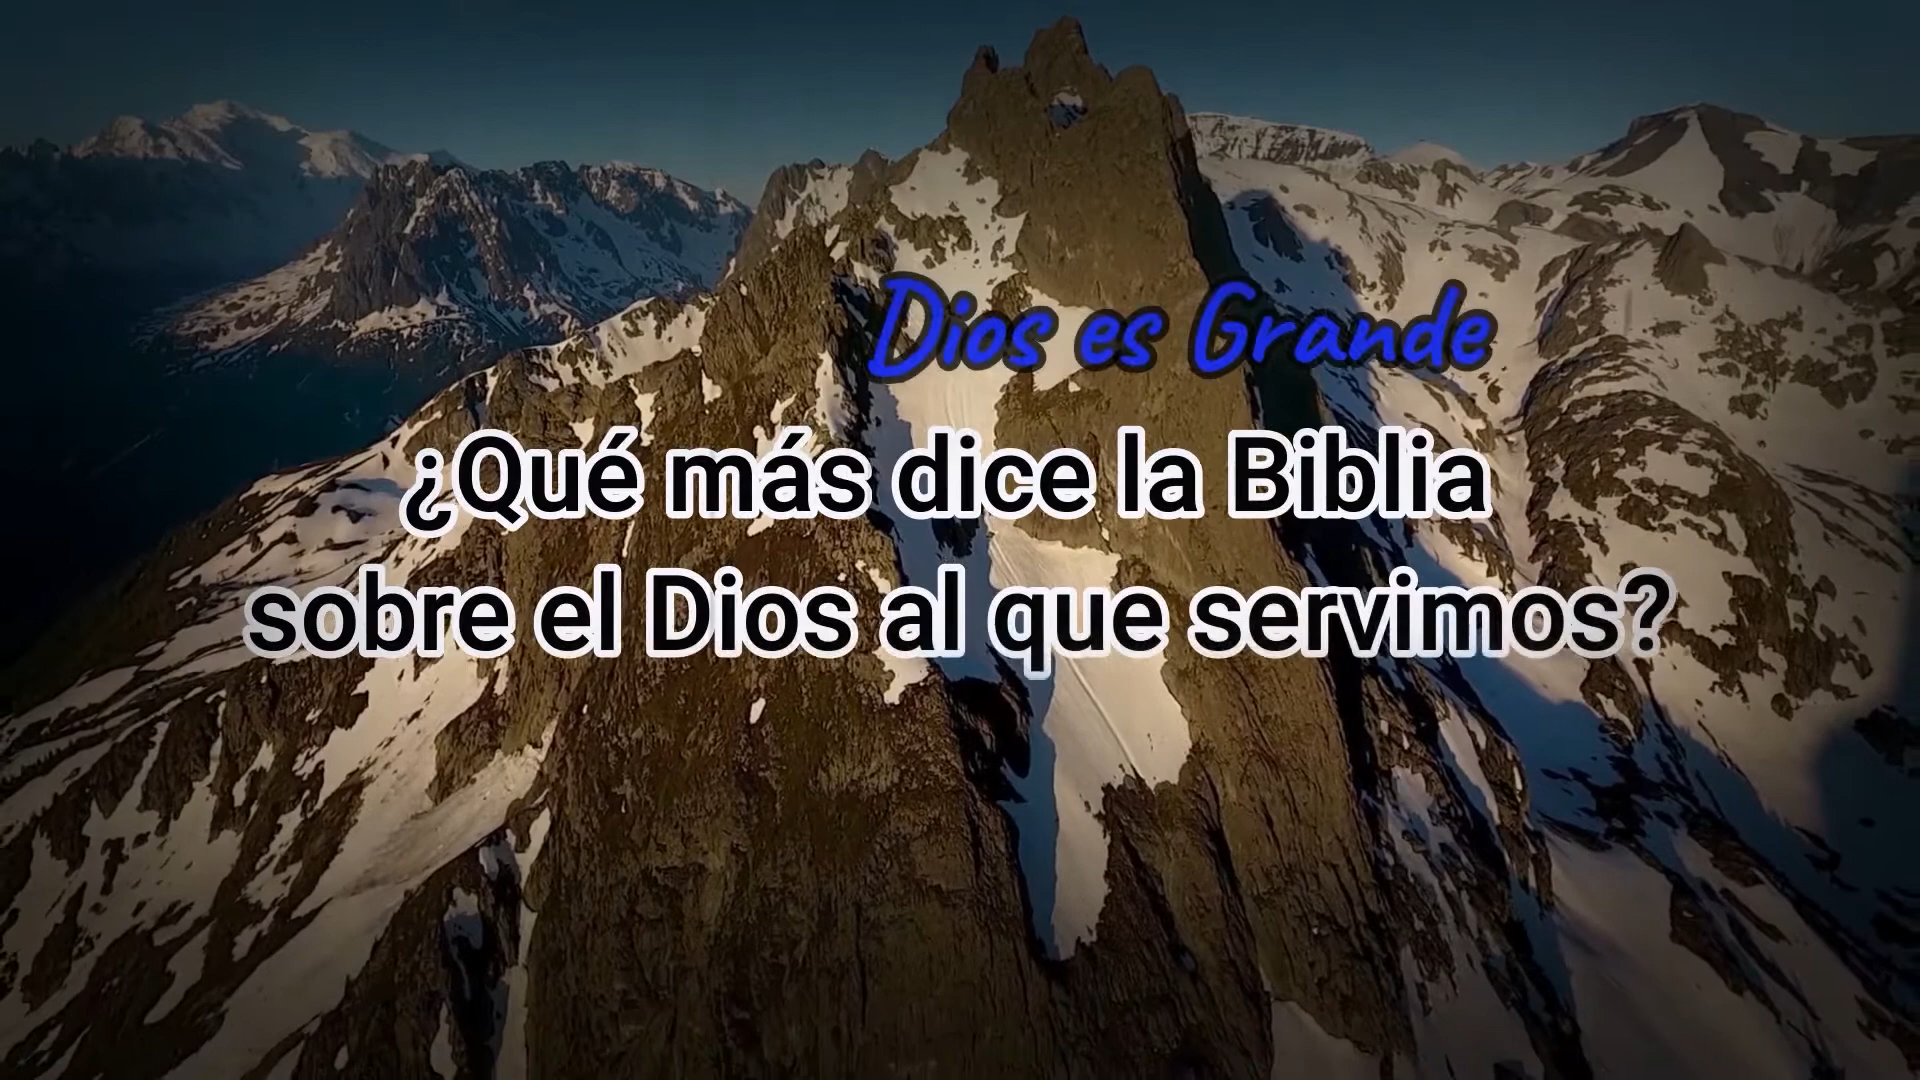 Dios es Grande
¿Qué más dice la Biblia
sobre el Dios al que servimos?